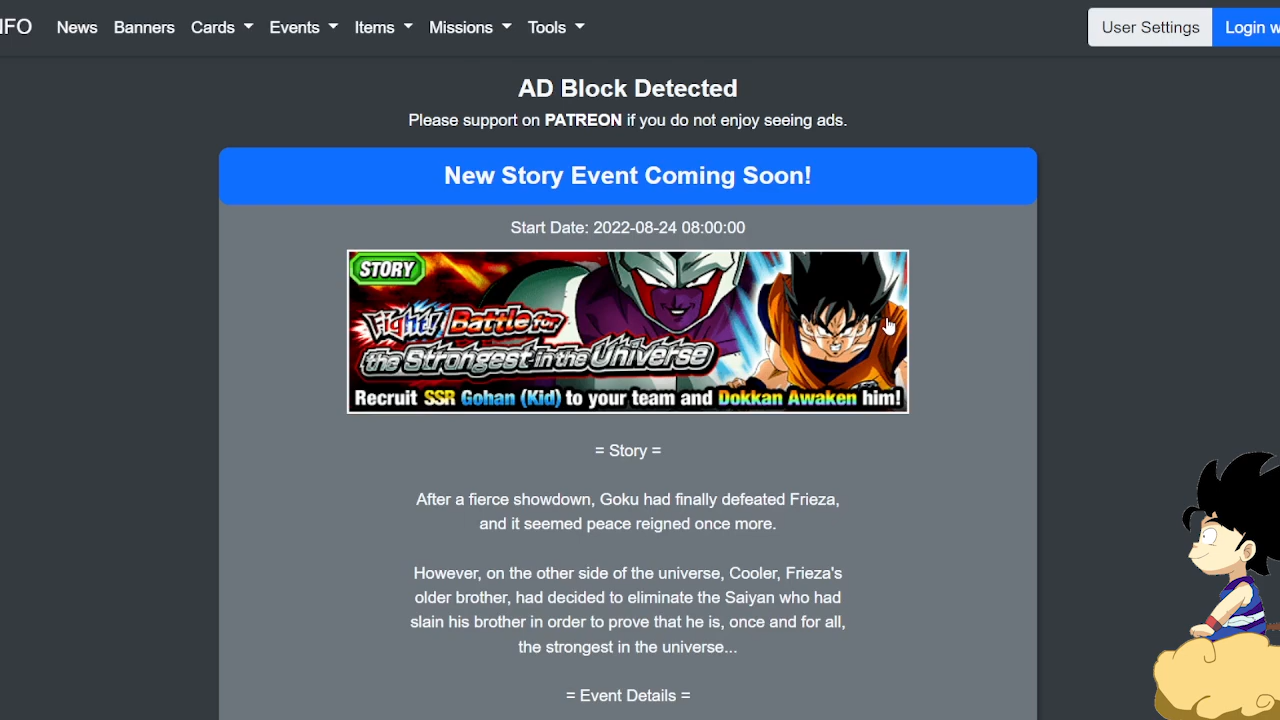 NFO News Banners Cards Events Items Missions Tools User Settings Login w
AD Block Detected
Please support on PATREON if you do not enjoy seeing ads.
New Story Event Coming Soon!
Start Date: 2022-08-24 08:00:00
STORY
Fight! Battle for
the Strongest in the Universe
Recruit SSR Gohan (Kid) to your team and Dokkan Awaken him!
= Story =
After a fierce showdown, Goku had finally defeated Frieza,
and it seemed peace reigned once more.
However, on the other side of the universe, Cooler, Frieza's
older brother, had decided to eliminate the Saiyan who had
slain his brother in order to prove that he is, once and for all,
the strongest in the universe...
= Event Details =